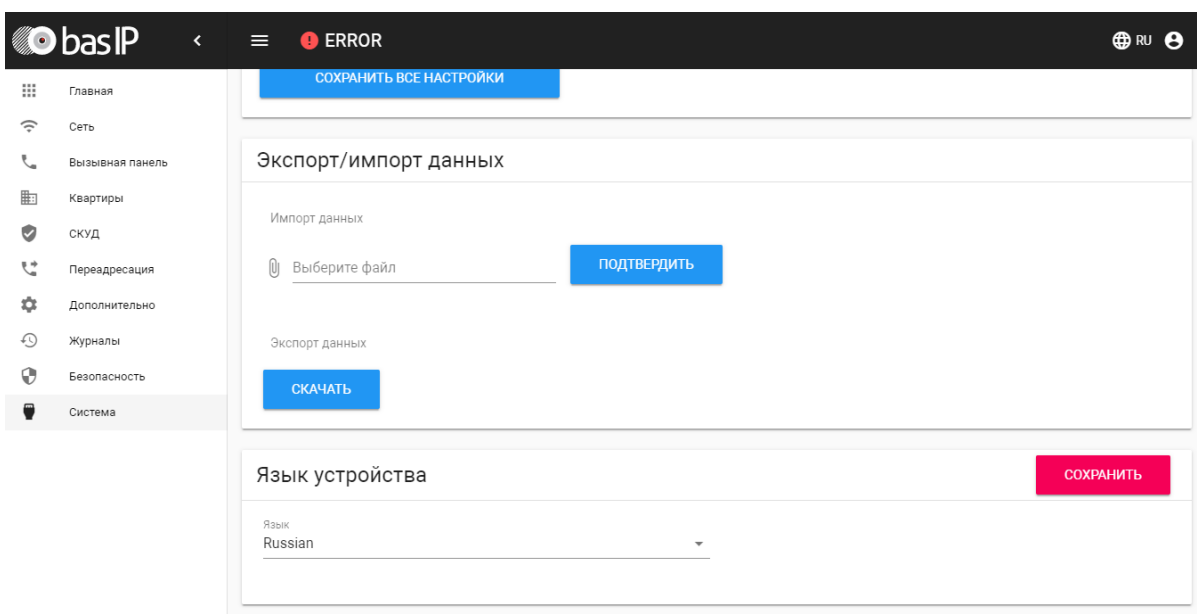 bas IP
ERROR
RU
Главная
Сеть
Вызывная панель
Квартиры
СКУД
Переадресация
Дополнительно
Журналы
Безопасность
Система
СОХРАНИТЬ ВСЕ НАСТРОЙКИ
Экспорт/импорт данных
Импорт данных
Выберите файл
ПОДТВЕРДИТЬ
Экспорт данных
СКАЧАТЬ
Язык устройства
СОХРАНИТЬ
Язык
Russian